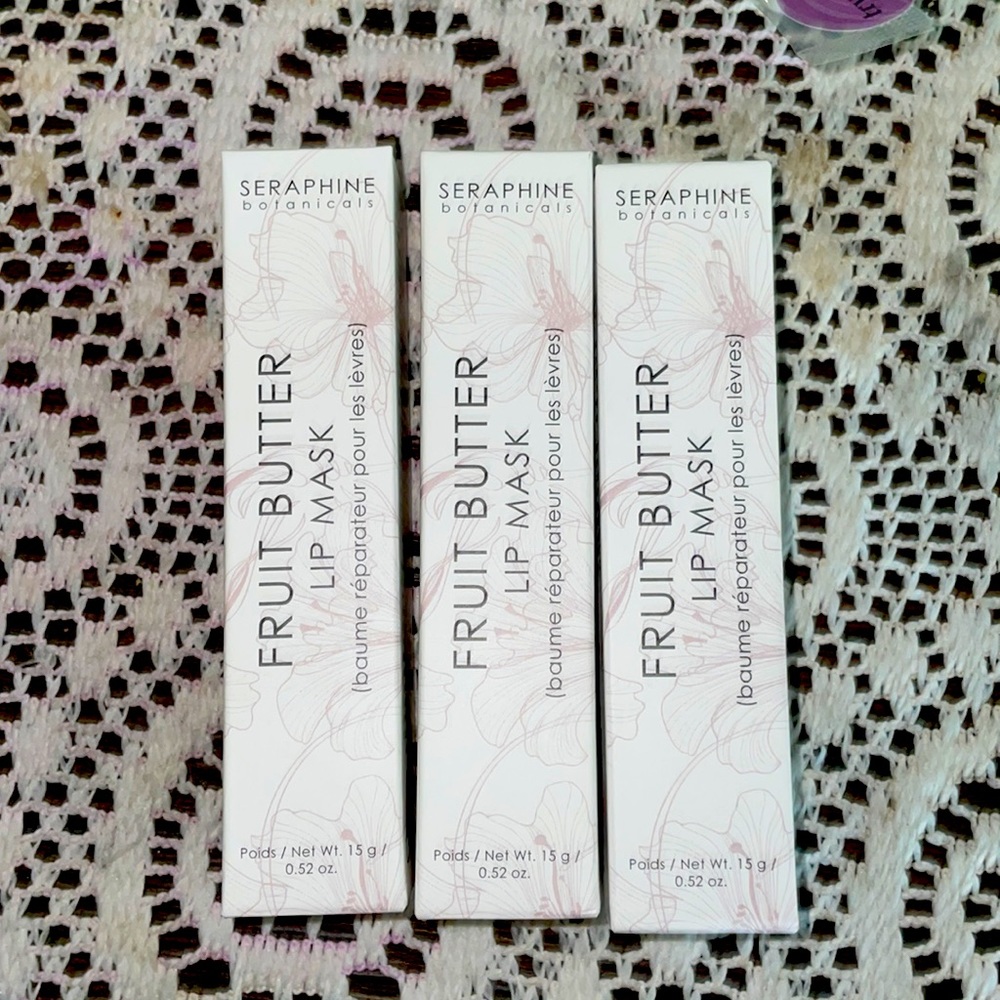 SERAPHINE
botanicals
FRUIT BUTTER
LIP MASK
(baume réparateur pour les lèvres)
Poids / Net Wt. 15 g /
0.52 oz.
SERAPHINE
botanicals
FRUIT BUTTER
LIP MASK
(baume réparateur pour les lèvres)
Poids / Net Wt. 15 g /
0.52 oz.
SERAPHINE
botanicals
FRUIT BUTTER
LIP MASK
(baume réparateur pour les lèvres)
Poids / Net Wt. 15 g /
0.52 oz.